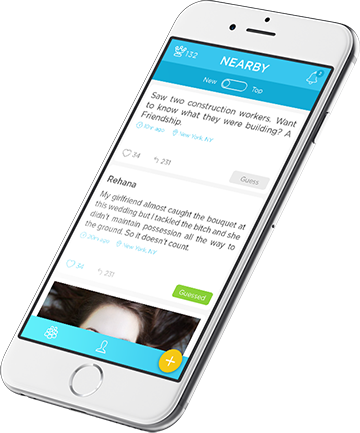 132
NEARBY
New Top
Saw two construction workers. Want
to know what they were building? A
Friendship.
New York, NY
34 231
Guess
Rehana
My girlfriend almost caught the bouquet at
this wedding but I tackled the bitch and she
didn't maintain possession all the way to
the ground. So it doesn't count.
20m ago New York, NY
34 231
Guessed
+